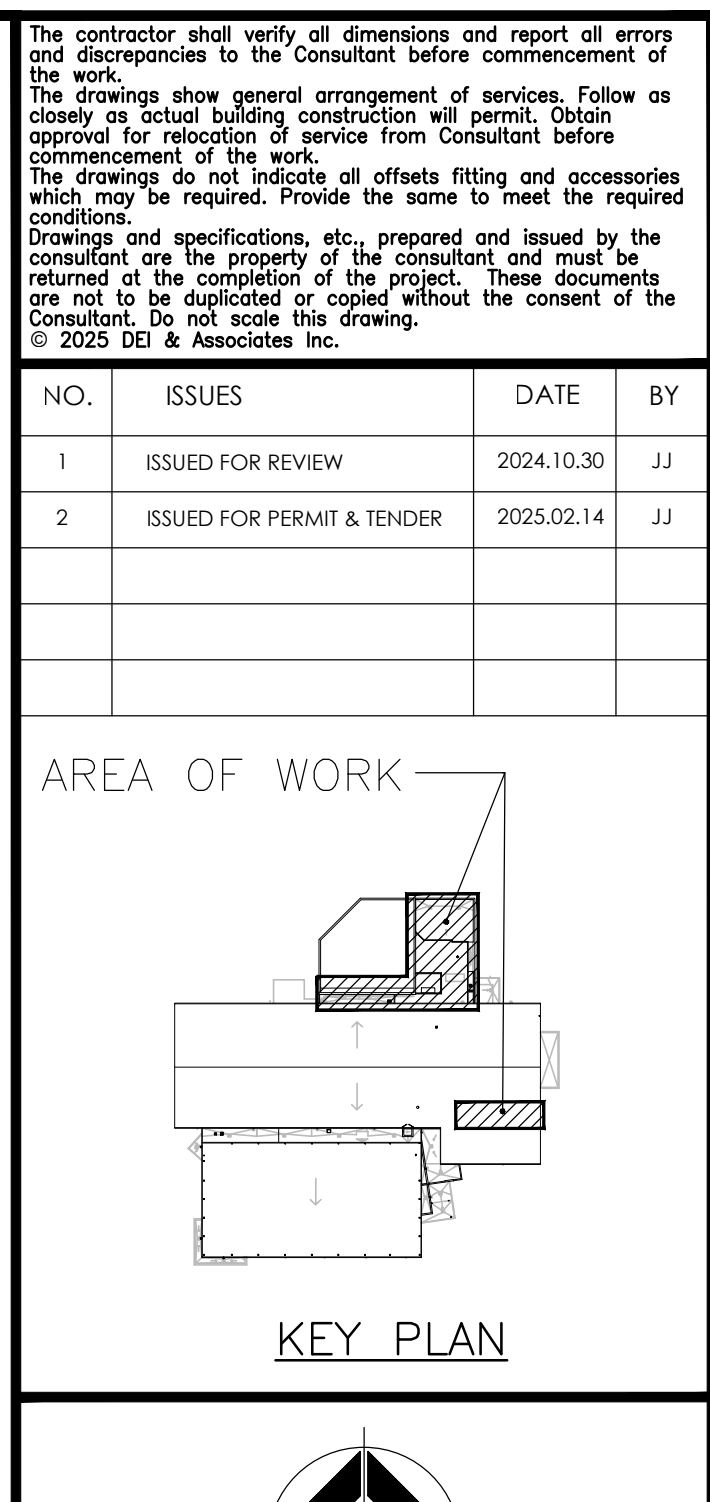 The contractor shall verify all dimensions and report all errors
and discrepancies to the Consultant before commencement of
the work.
The drawings show general arrangement of services. Follow as
closely as actual building construction will permit. Obtain
approval for relocation of service from Consultant before
commencement of the work.
The drawings do not indicate all offsets fitting and accessories
which may be required. Provide the same to meet the required
conditions.
Drawings and specifications, etc., prepared and issued by the
consultant are the property of the consultant and must be
returned at the completion of the project. These documents
are not to be duplicated or copied without the consent of the
Consultant. Do not scale this drawing.
© 2025 DEI & Associates Inc.
NO. ISSUES DATE BY
1 ISSUED FOR REVIEW 2024.10.30 JJ
2 ISSUED FOR PERMIT & TENDER 2025.02.14 JJ
AREA OF WORK
KEY PLAN